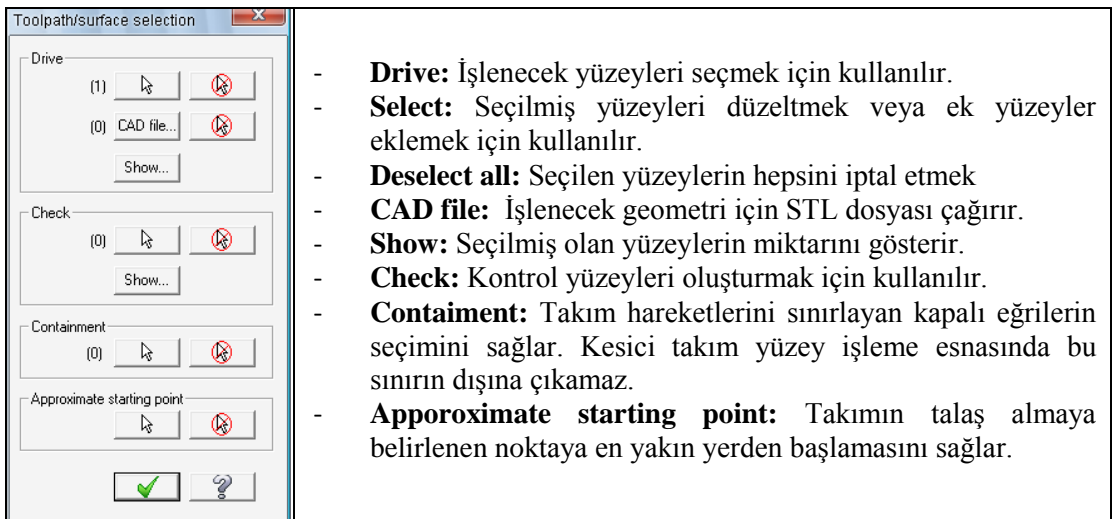 Toolpath/surface selection
Drive
(1)
(0) CAD file...
Show...
Check
(0)
Show...
Containment
(0)
Approximate starting point
- Drive: İşlenecek yüzeyleri seçmek için kullanılır.
- Select: Seçilmiş yüzeyleri düzeltmek veya ek yüzeyler
eklemek için kullanılır.
- Deselect all: Seçilen yüzeylerin hepsini iptal etmek
- CAD file: İşlenecek geometri için STL dosyası çağırır.
- Show: Seçilmiş olan yüzeylerin miktarını gösterir.
- Check: Kontrol yüzeyleri oluşturmak için kullanılır.
- Contaiment: Takım hareketlerini sınırlayan kapalı eğrilerin
seçimini sağlar. Kesici takım yüzey işleme esnasında bu
sınırın dışına çıkamaz.
- Apporoximate starting point: Takımın talaş almaya
belirlenen noktaya en yakın yerden başlamasını sağlar.